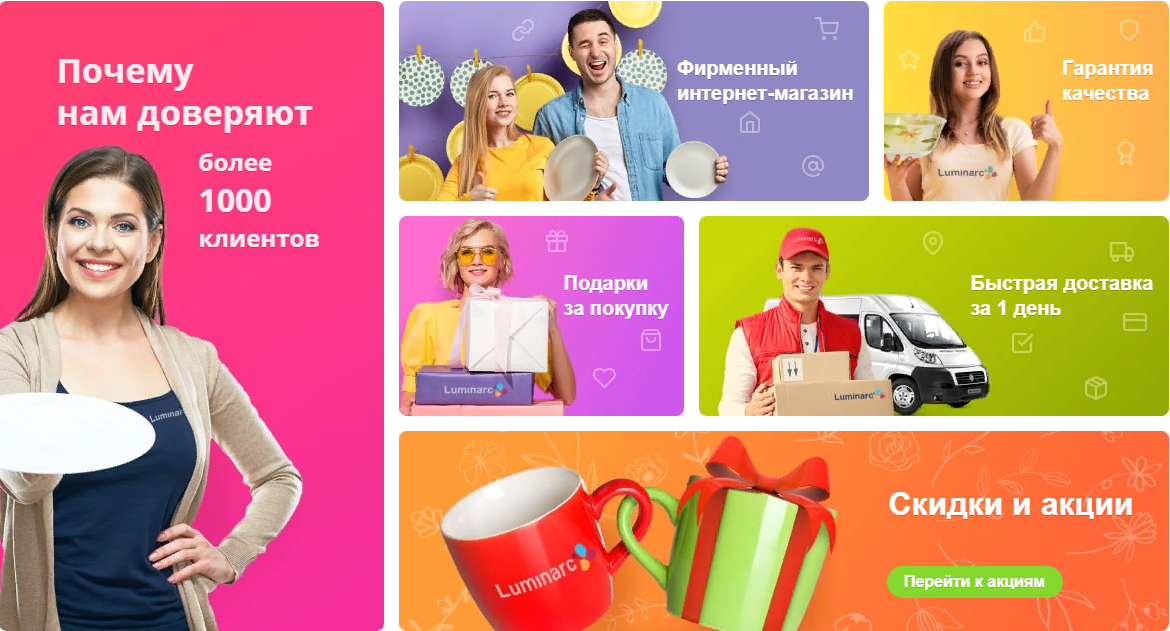 Почему
нам доверяют
более
1000
клиентов
Luminarc
Фирменный
интернет-магазин
Гарантия
качества
Luminarc
Подарки
за покупку
Luminarc
Быстрая доставка
за 1 день
Luminarc
Скидки и акции
Luminarc
Перейти к акциям